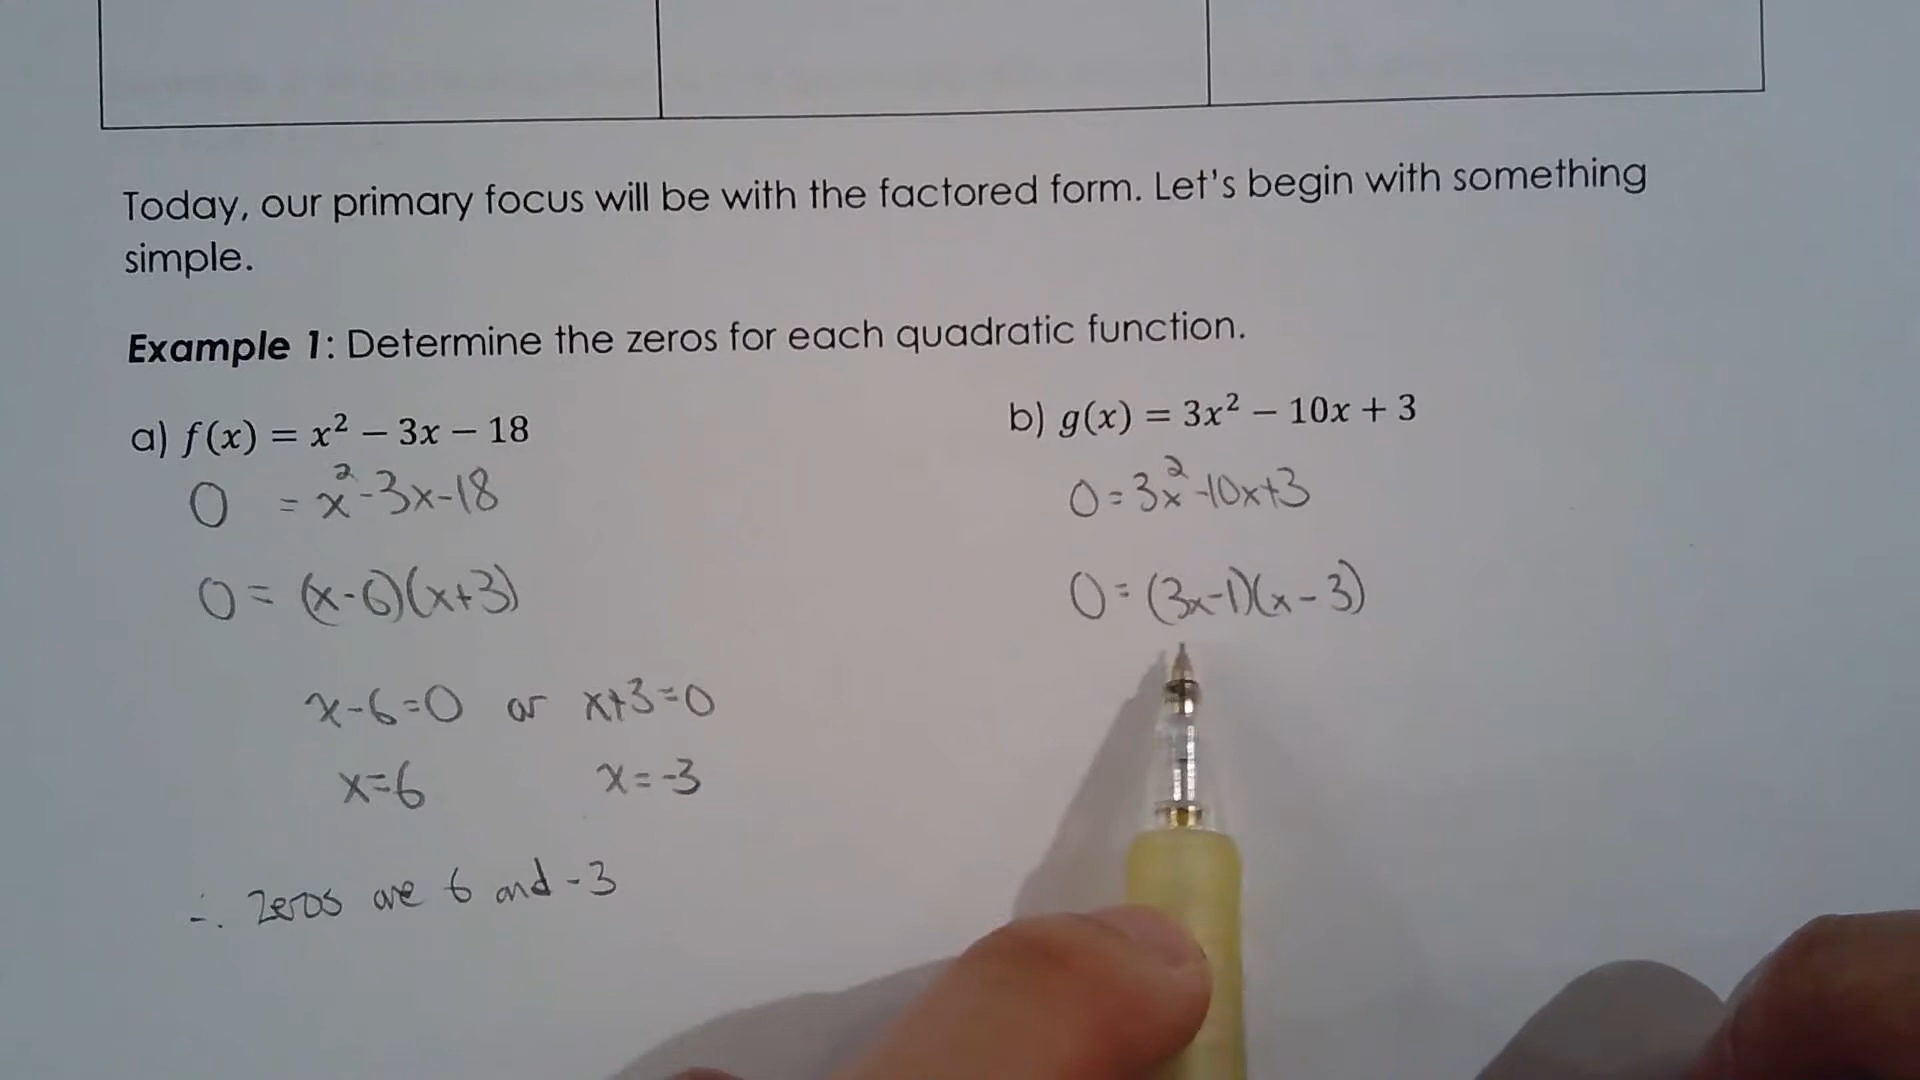 Today, our primary focus will be with the factored form. Let's begin with something
simple.
Example 1: Determine the zeros for each quadratic function.
a) f(x) = x² − 3x − 18
0 = x²-3x-18
0 = (x-6)(x+3)
x-6=0 or x+3=0
x=6 x=-3
∴ zeros are 6 and -3
b) g(x) = 3x² − 10x + 3
0=3x²-10x+3
0=(3x-1)(x-3)